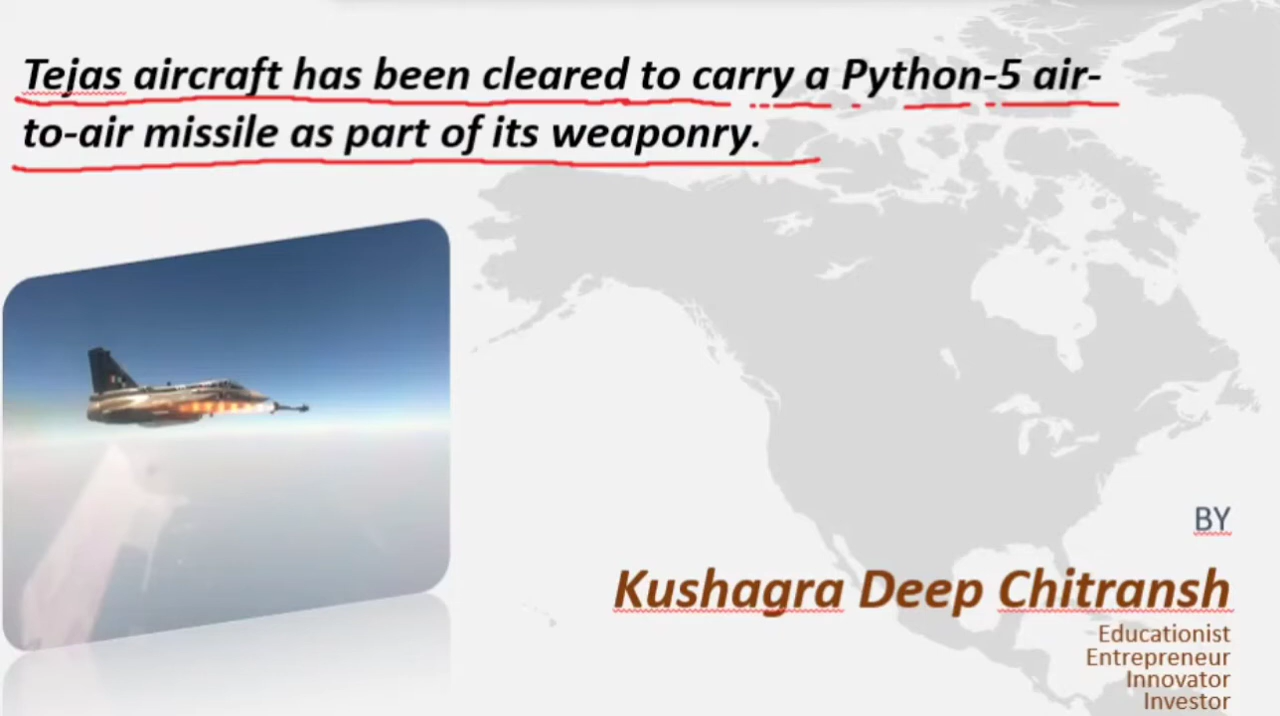 Tejas aircraft has been cleared to carry a Python-5 air-
to-air missile as part of its weaponry.
BY
Kushagra Deep Chitransh
Educationist
Entrepreneur
Innovator
Investor